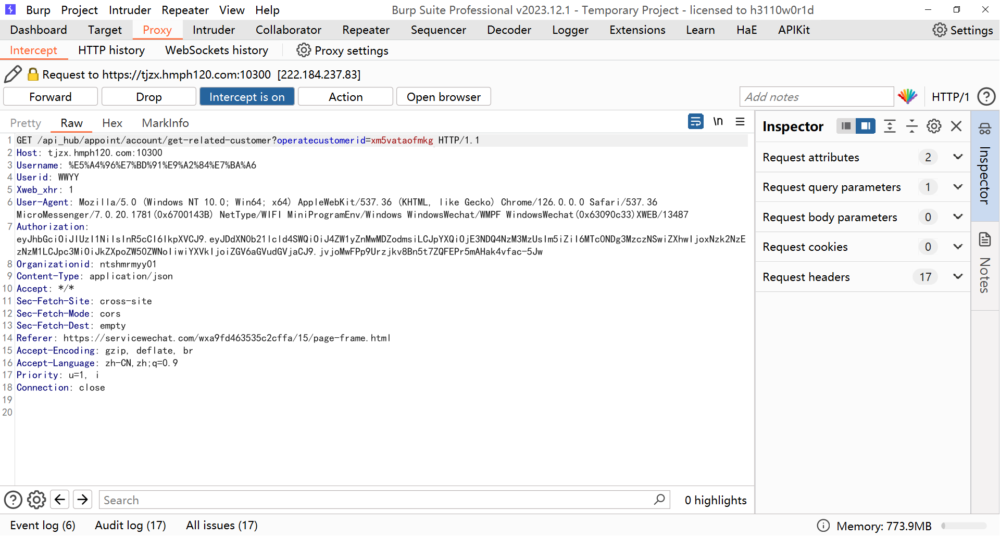 Burp Project Intruder Repeater View Help Burp Suite Professional v2023.12.1 - Temporary Project - licensed to h3110w0r1d
Dashboard Target Proxy Intruder Repeater Collaborator Sequencer Decoder Logger Extensions Learn HaE APIKit Settings
Intercept HTTP history WebSockets history Proxy settings
Request to https://tjzx.hmph120.com:10300 [222.184.237.83]
Forward Drop Intercept is on Action Open browser Add notes HTTP/1 ?
Pretty Raw Hex MarkInfo \n Inspector
1 GET /api_hub/appoint/account/get-related-customer?operatecustomerid=xm5vataofmkg HTTP/1.1
2 Host: tjzx.hmph120.com:10300
3 Username: %E5%A4%96%E7%BD%91%E9%A2%84%E7%BA%A6
4 Userid: WWYY
5 Xweb_xhr: 1
6 User-Agent: Mozilla/5.0 (Windows NT 10.0; Win64; x64) AppleWebKit/537.36 (KHTML, like Gecko) Chrome/126.0.0.0 Safari/537.36
MicroMessenger/7.0.20.1781(0x6700143B) NetType/WIFI MiniProgramEnv/Windows WindowsWechat/WMPF WindowsWechat(0x63090c33)XWEB/13487
7 Authorization:
eyJhbGciOiJIUzI1NiIsInR5cCI6IkpXVCJ9.eyJDdXN0b21lcld4SWQiOiJ4ZW1yZnMwMDZodmsiLCJpYXQiOjE3NDQ4NzM3MzUsIm5iZiI6MTc0NDg3MzczNSwiZXhwIjoxNzk2NzE
zNzM1LCJpc3MiOiJkZXpoZW50ZWNoIiwiYXVkIjoiZGV6aGVudGVjaCJ9.jvjoMwFPp9Urzjkv8Bn5t7ZQFEPr5mAHak4vfac-5Jw
8 Organizationid: ntshmrmyy01
9 Content-Type: application/json
10 Accept: */*
11 Sec-Fetch-Site: cross-site
12 Sec-Fetch-Mode: cors
13 Sec-Fetch-Dest: empty
14 Referer: https://servicewechat.com/wxa9fd463535c2cffa/15/page-frame.html
15 Accept-Encoding: gzip, deflate, br
16 Accept-Language: zh-CN,zh;q=0.9
17 Priority: u=1, i
18 Connection: close
19
20
Request attributes 2
Request query parameters 1
Request body parameters 0
Request cookies 0
Request headers 17
Inspector
Notes
? Search 0 highlights
Event log (6) Audit log (17) All issues (17) Memory: 773.9MB